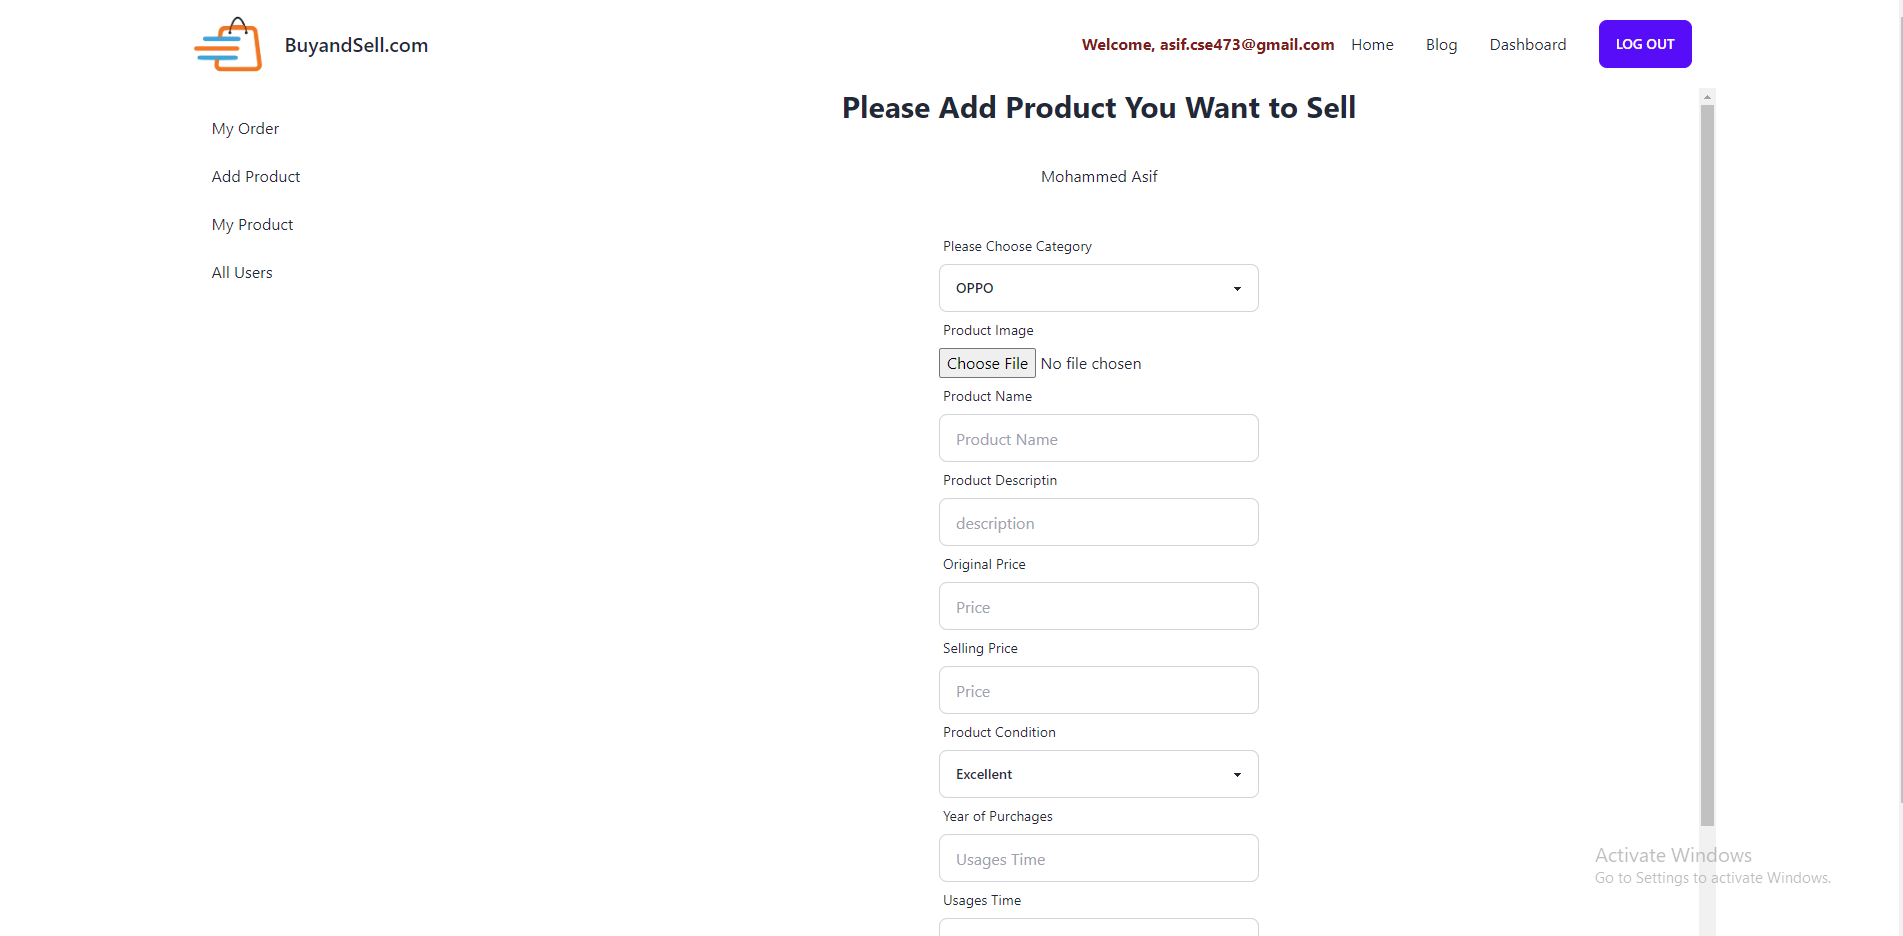 BuyandSell.com
Welcome, asif.cse473@gmail.com Home Blog Dashboard LOG OUT
My Order
Add Product
My Product
All Users
Please Add Product You Want to Sell
Mohammed Asif
Please Choose Category
OPPO
Product Image
Choose File No file chosen
Product Name
Product Name
Product Descriptin
description
Original Price
Price
Selling Price
Price
Product Condition
Excellent
Year of Purchages
Usages Time
Usages Time
Activate Windows
Go to Settings to activate Windows.